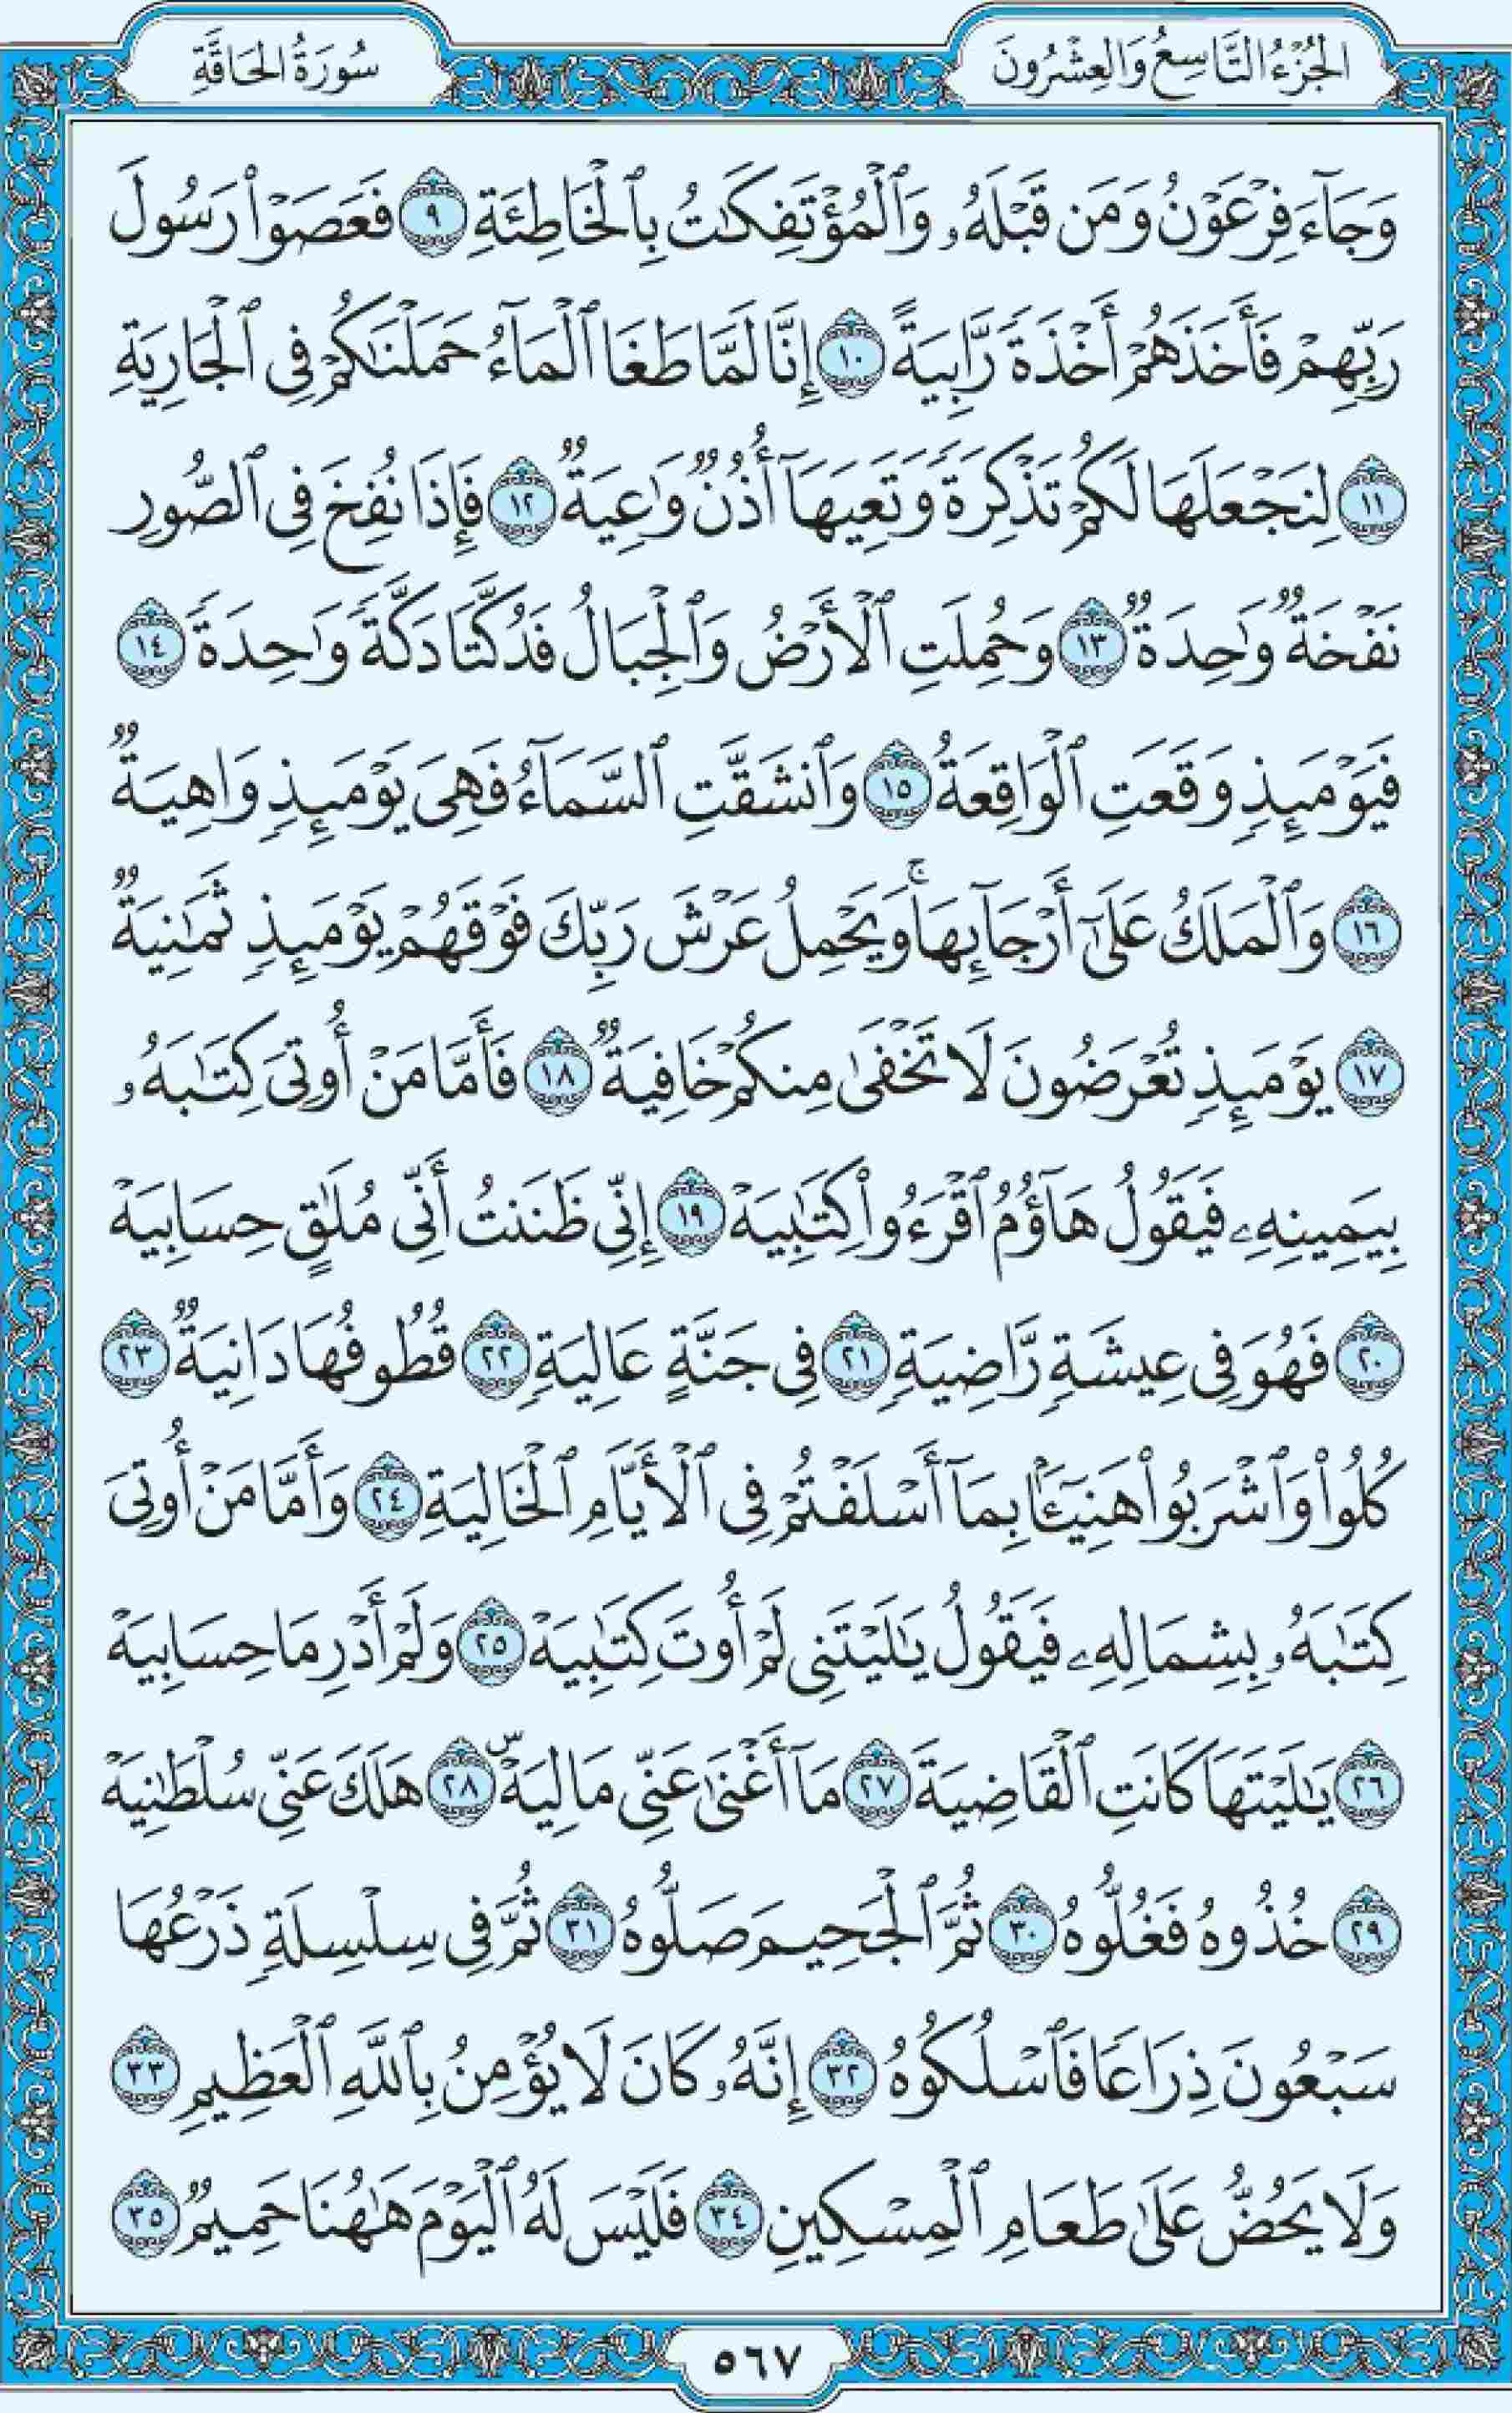 الجُزْءُ التَّاسِعُ وَالعِشْرُونَ
سُورَةُ الحَاقَّةِ
وَجَآءَ فِرْعَوْنُ وَمَن قَبْلَهُۥ وَٱلْمُؤْتَفِكَٰتُ بِٱلْخَاطِئَةِ ٩ فَعَصَوْا۟ رَسُولَ
رَبِّهِمْ فَأَخَذَهُمْ أَخْذَةً رَّابِيَةً ١٠ إِنَّا لَمَّا طَغَا ٱلْمَآءُ حَمَلْنَٰكُمْ فِى ٱلْجَارِيَةِ
١١ لِنَجْعَلَهَا لَكُمْ تَذْكِرَةً وَتَعِيَهَآ أُذُنٌ وَٰعِيَةٌ ١٢ فَإِذَا نُفِخَ فِى ٱلصُّورِ
نَفْخَةٌ وَٰحِدَةٌ ١٣ وَحُمِلَتِ ٱلْأَرْضُ وَٱلْجِبَالُ فَدُكَّتَا دَكَّةً وَٰحِدَةً ١٤
فَيَوْمَئِذٍ وَقَعَتِ ٱلْوَاقِعَةُ ١٥ وَٱنشَقَّتِ ٱلسَّمَآءُ فَهِىَ يَوْمَئِذٍ وَاهِيَةٌ
١٦ وَٱلْمَلَكُ عَلَىٰٓ أَرْجَآئِهَا ۚ وَيَحْمِلُ عَرْشَ رَبِّكَ فَوْقَهُمْ يَوْمَئِذٍ ثَمَٰنِيَةٌ
١٧ يَوْمَئِذٍ تُعْرَضُونَ لَا تَخْفَىٰ مِنكُمْ خَافِيَةٌ ١٨ فَأَمَّا مَنْ أُوتِىَ كِتَٰبَهُۥ
بِيَمِينِهِۦ فَيَقُولُ هَآؤُمُ ٱقْرَءُوا۟ كِتَٰبِيَهْ ١٩ إِنِّى ظَنَنتُ أَنِّى مُلَٰقٍ حِسَابِيَهْ
٢٠ فَهُوَ فِى عِيشَةٍ رَّاضِيَةٍ ٢١ فِى جَنَّةٍ عَالِيَةٍ ٢٢ قُطُوفُهَا دَانِيَةٌ ٢٣
كُلُوا۟ وَٱشْرَبُوا۟ هَنِيٓـًٔۢا بِمَآ أَسْلَفْتُمْ فِى ٱلْأَيَّامِ ٱلْخَالِيَةِ ٢٤ وَأَمَّا مَنْ أُوتِىَ
كِتَٰبَهُۥ بِشِمَالِهِۦ فَيَقُولُ يَٰلَيْتَنِى لَمْ أُوتَ كِتَٰبِيَهْ ٢٥ وَلَمْ أَدْرِ مَا حِسَابِيَهْ
٢٦ يَٰلَيْتَهَا كَانَتِ ٱلْقَاضِيَةَ ٢٧ مَآ أَغْنَىٰ عَنِّى مَالِيَهْ ۜ ٢٨ هَلَكَ عَنِّى سُلْطَٰنِيَهْ
٢٩ خُذُوهُ فَغُلُّوهُ ٣٠ ثُمَّ ٱلْجَحِيمَ صَلُّوهُ ٣١ ثُمَّ فِى سِلْسِلَةٍ ذَرْعُهَا
سَبْعُونَ ذِرَاعًا فَٱسْلُكُوهُ ٣٢ إِنَّهُۥ كَانَ لَا يُؤْمِنُ بِٱللَّهِ ٱلْعَظِيمِ ٣٣
وَلَا يَحُضُّ عَلَىٰ طَعَامِ ٱلْمِسْكِينِ ٣٤ فَلَيْسَ لَهُ ٱلْيَوْمَ هَٰهُنَا حَمِيمٌ ٣٥
٥٦٧